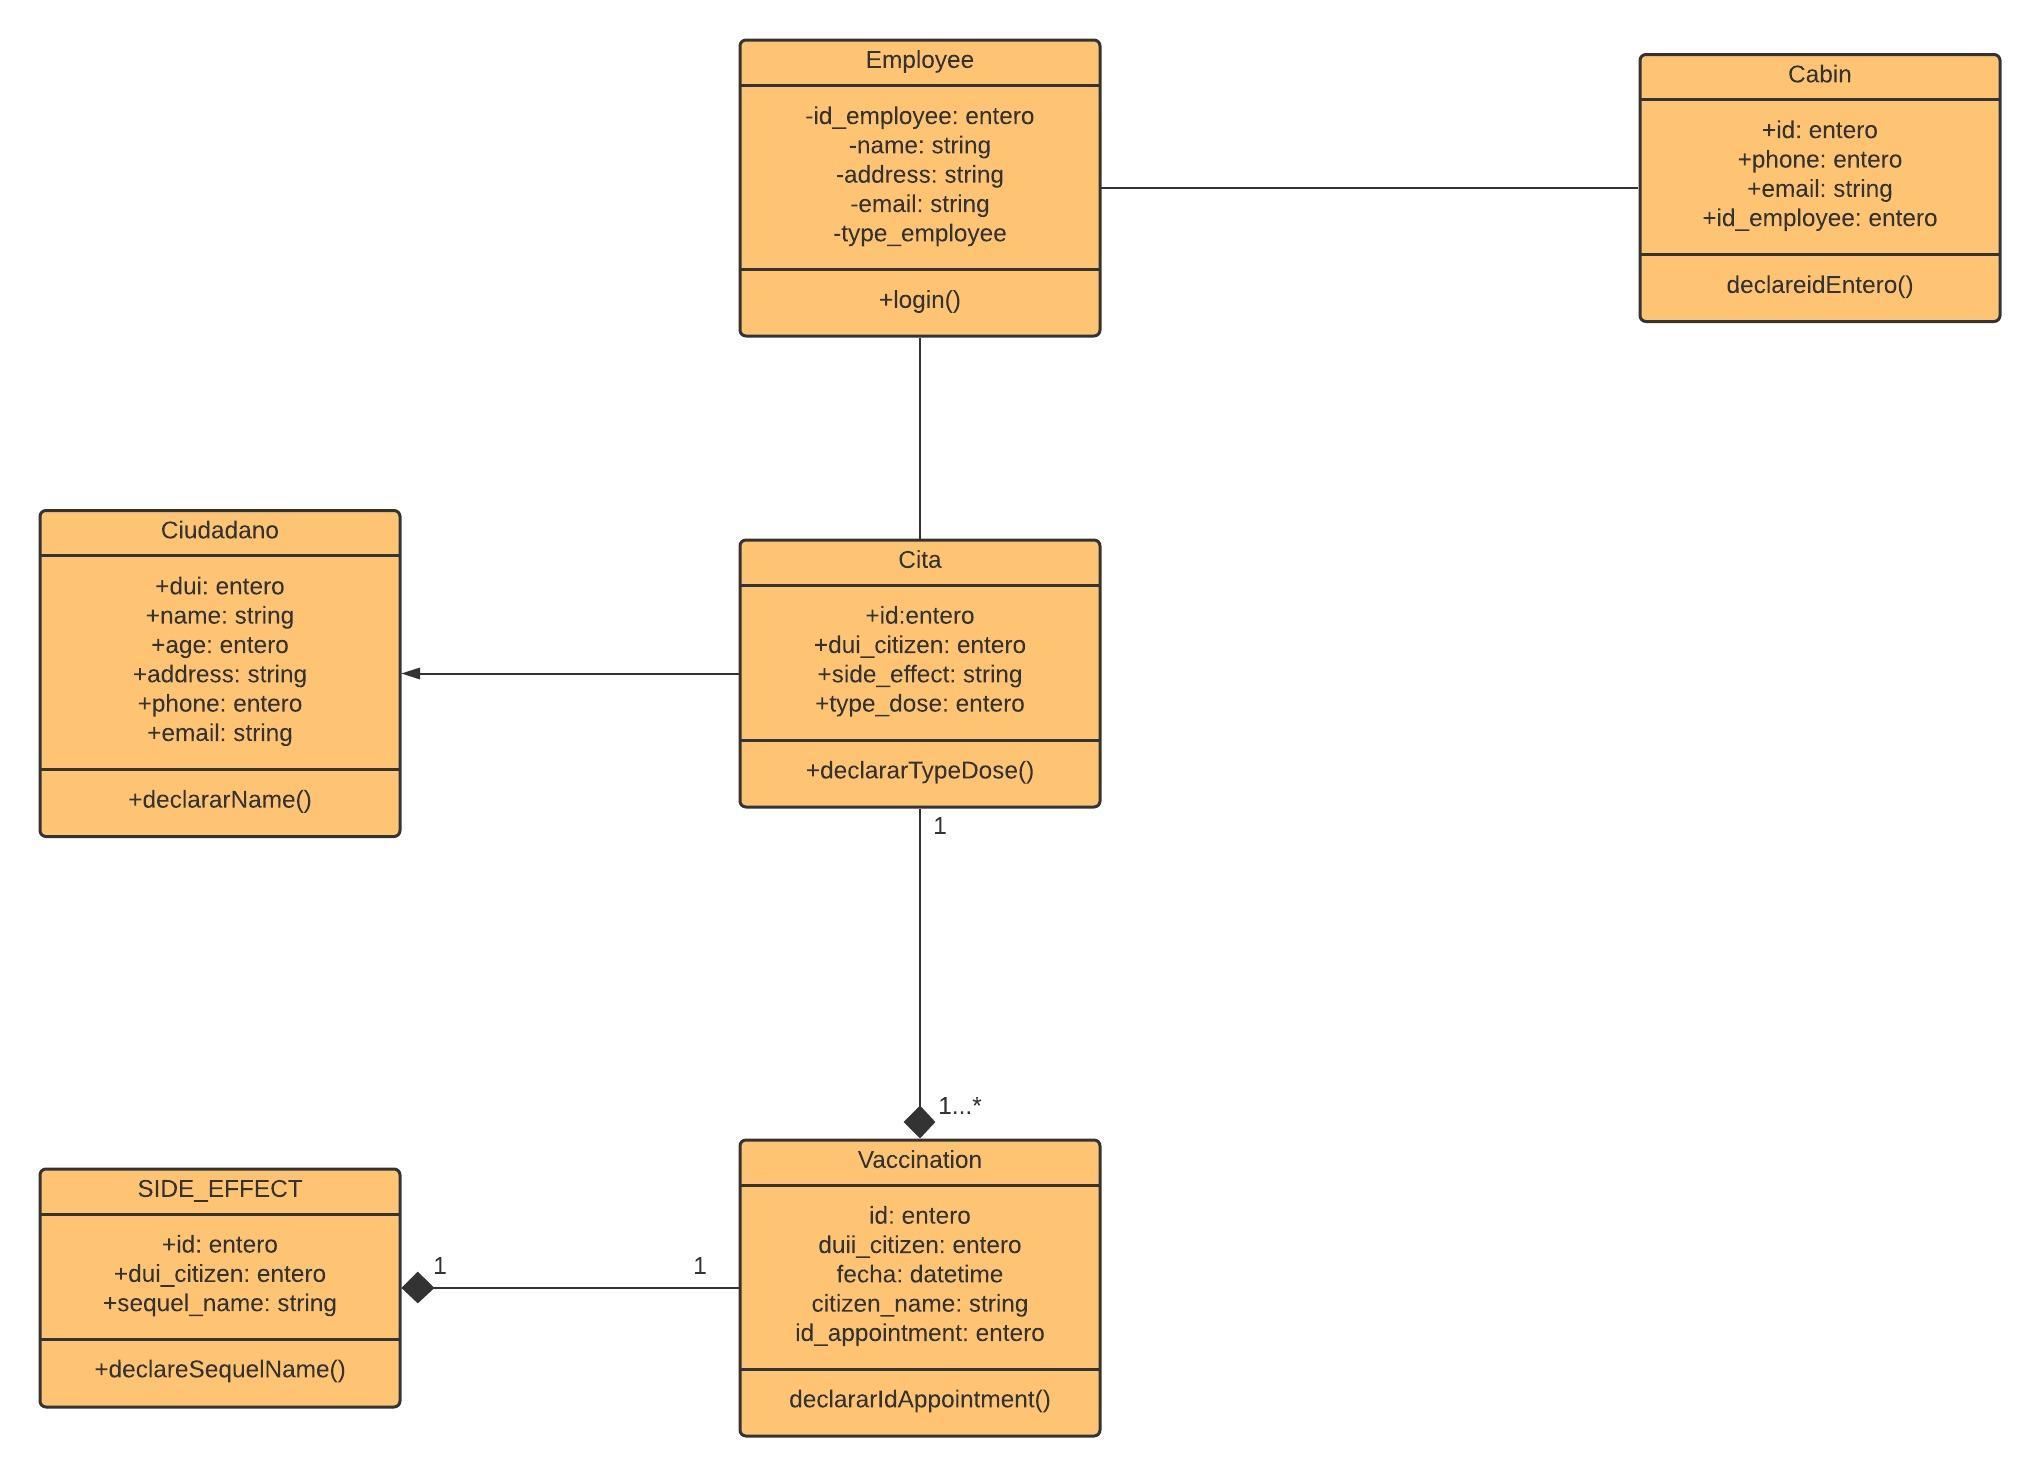 Employee
-id_employee: entero
-name: string
-address: string
-email: string
-type_employee
+login()
Cabin
+id: entero
+phone: entero
+email: string
+id_employee: entero
declareidEntero()
Ciudadano
+dui: entero
+name: string
+age: entero
+address: string
+phone: entero
+email: string
+declararName()
Cita
+id:entero
+dui_citizen: entero
+side_effect: string
+type_dose: entero
+declararTypeDose()
1
1...*
SIDE_EFFECT
+id: entero
+dui_citizen: entero
+sequel_name: string
+declareSequelName()
1
1
Vaccination
id: entero
duii_citizen: entero
fecha: datetime
citizen_name: string
id_appointment: entero
declararIdAppointment()